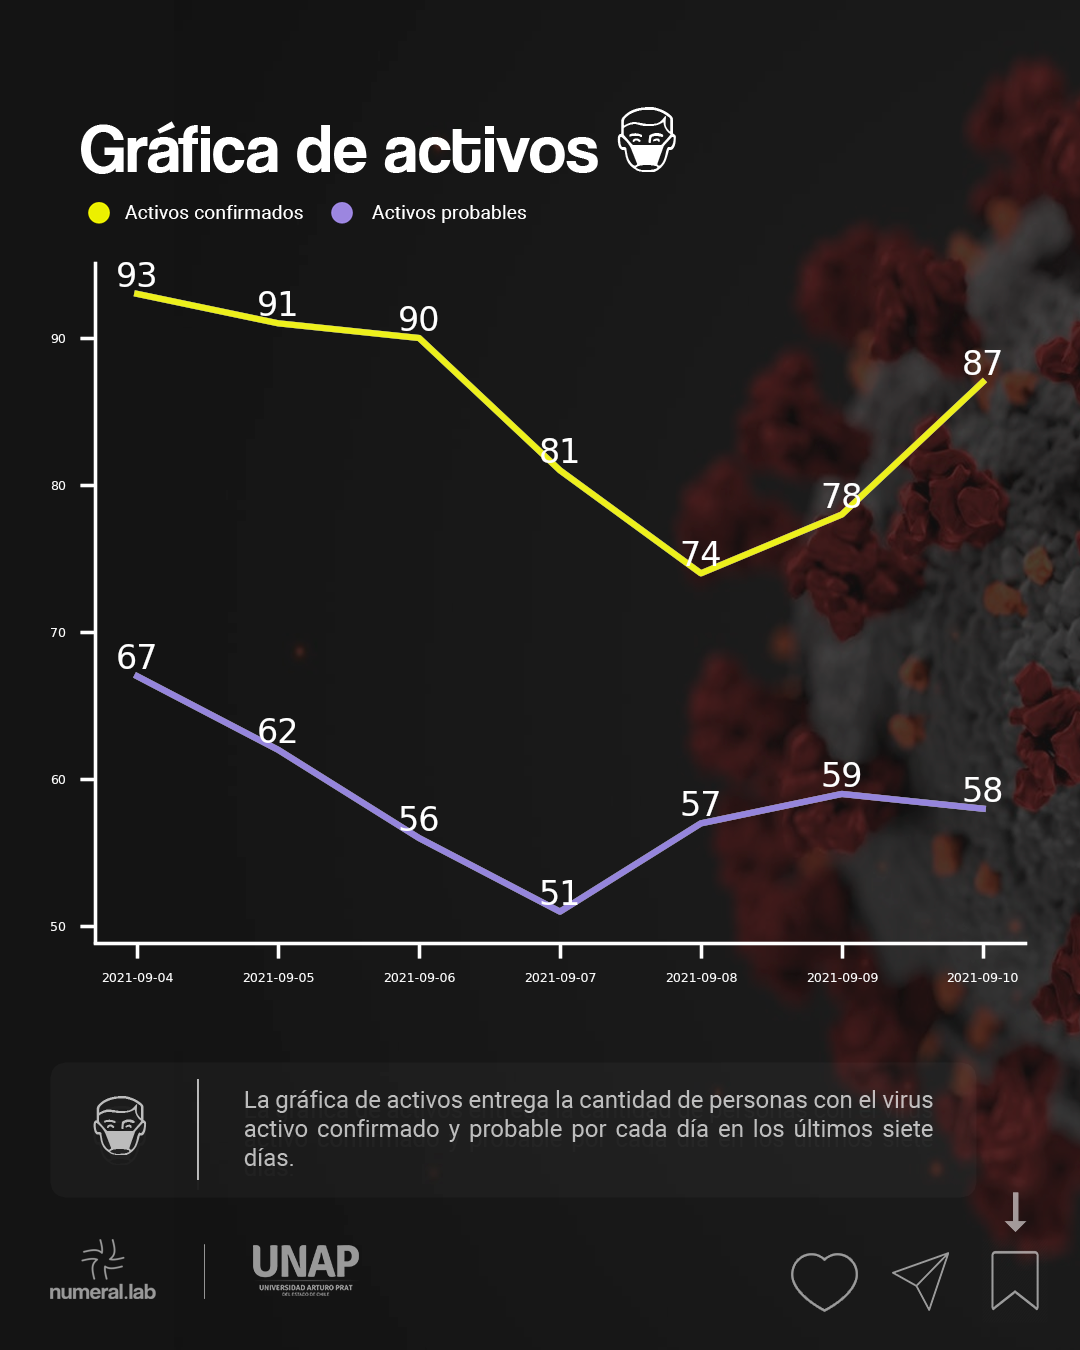 Gráfica de activos
Activos confirmados Activos probables
93
91
90
90
87
81
80
78
74
70
67
62
60
59
58
57
56
51
50
2021-09-04 2021-09-05 2021-09-06 2021-09-07 2021-09-08 2021-09-09 2021-09-10
La gráfica de activos entrega la cantidad de personas con el virus
activo confirmado y probable por cada día en los últimos siete
días.
numeral.lab
UNAP
UNIVERSIDAD ARTURO PRAT
DEL ESTADO DE CHILE